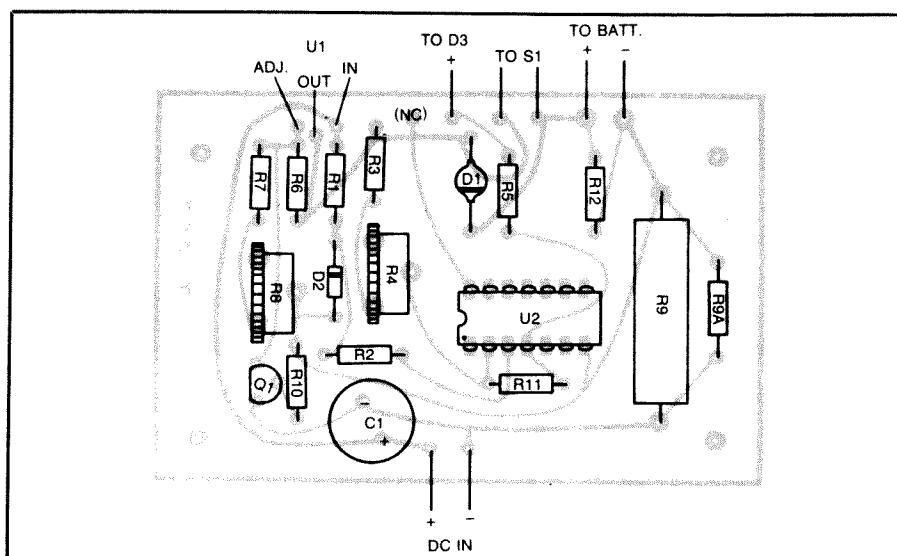 U1
TO D3
TO S1
TO BATT.
ADJ.
OUT
IN
+
+
−
(NC)
R7
R6
R1
R3
D1
R5
R12
R8
D2
R4
U2
R9
R9A
R2
R11
Q1
R10
−
C1
+
+
−
DC IN